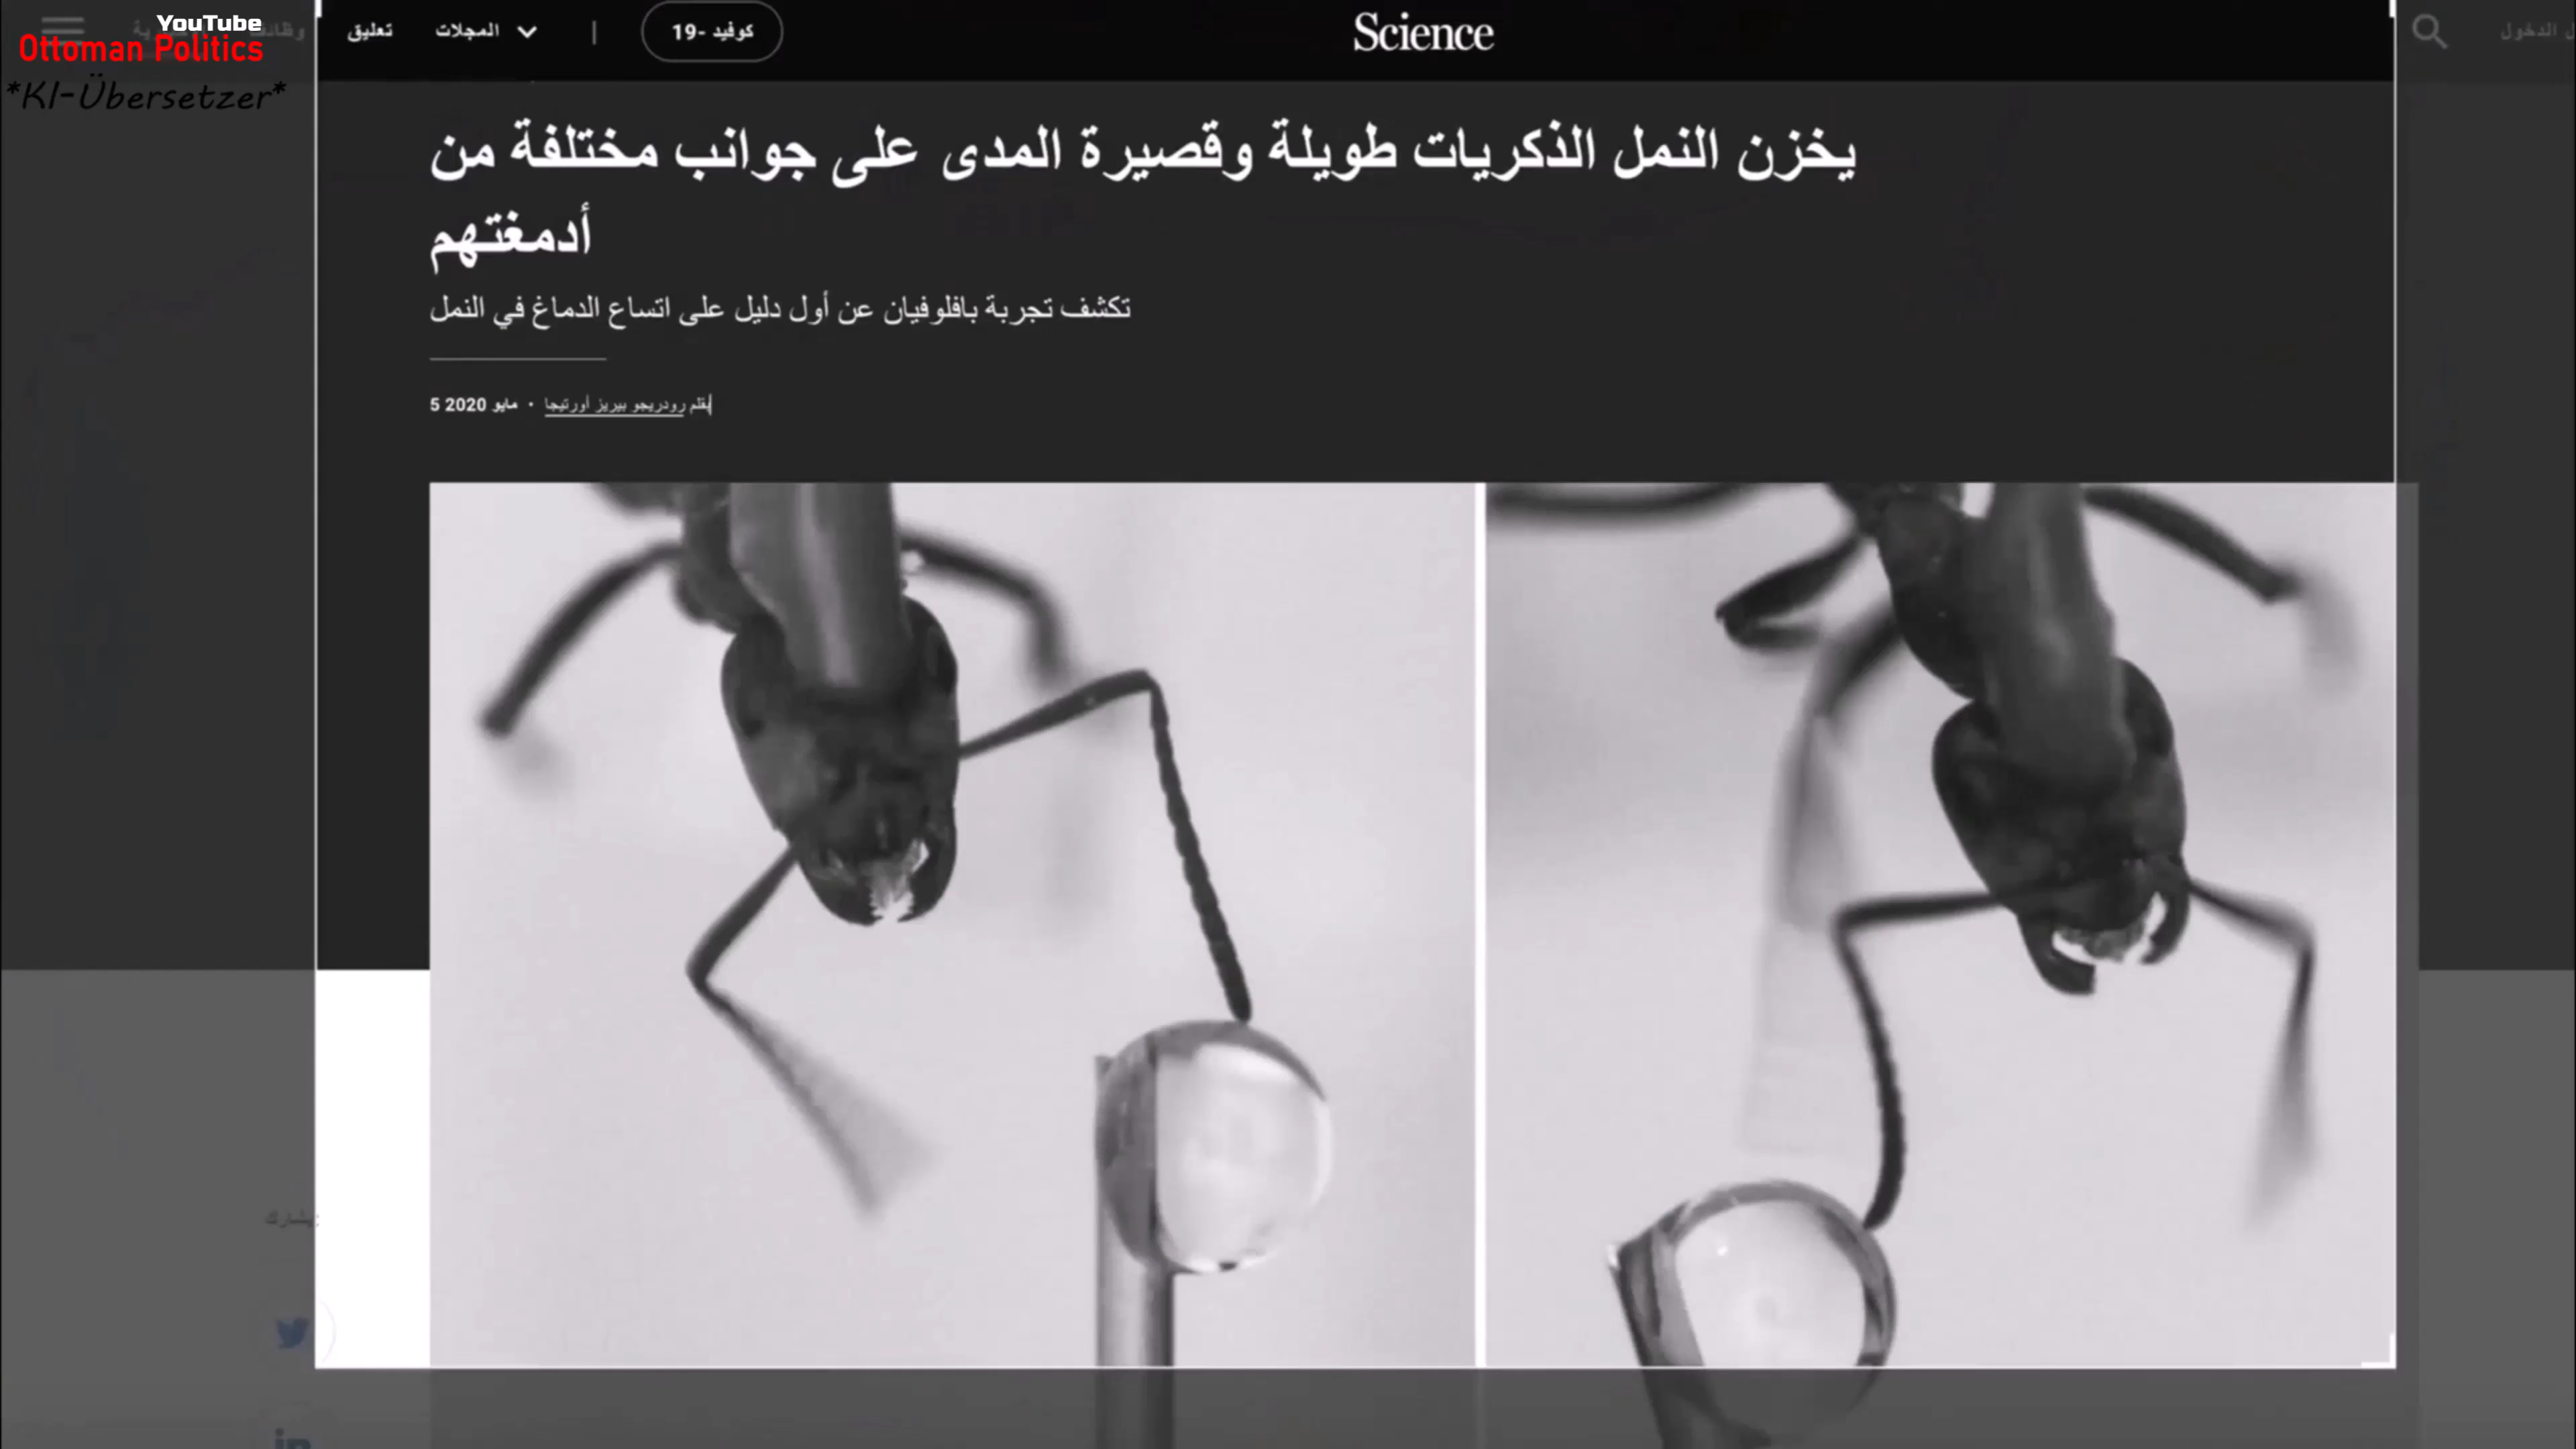 YouTube
Ottoman Politics
*KI-Übersetzer*
تعليق
المجلات
|
كوفيد -19
Science
يخزن النمل الذكريات طويلة وقصيرة المدى على جوانب مختلفة من
أدمغتهم
تكشف تجربة بافلوفيان عن أول دليل على اتساع الدماغ في النمل
بقلم رودريجو بيريز أورتيجا • مايو 2020 5
يشارك:
in